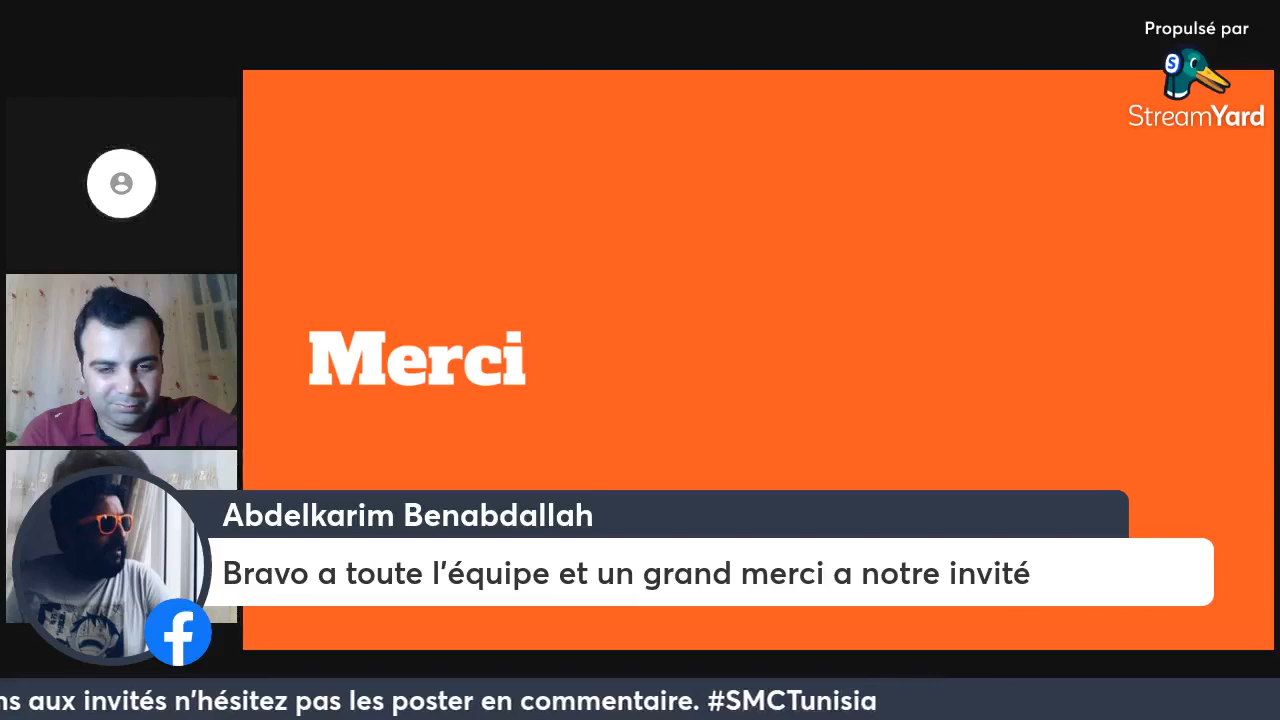 Propulsé par
StreamYard
Merci
Abdelkarim Benabdallah
Bravo a toute l'équipe et un grand merci a notre invité
aux invités n'hésitez pas les poster en commentaire. #SMCTunisia